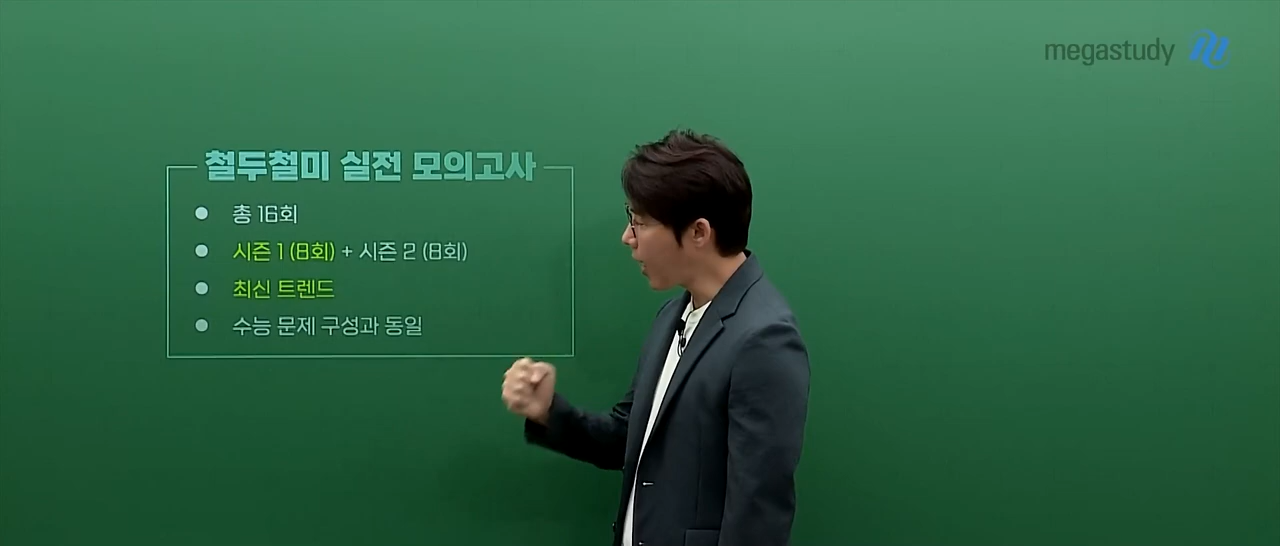 megastudy
철두철미 실전 모의고사
총 16회
시즌 1 (8회) + 시즌 2 (8회)
최신 트렌드
수능 문제 구성과 동일